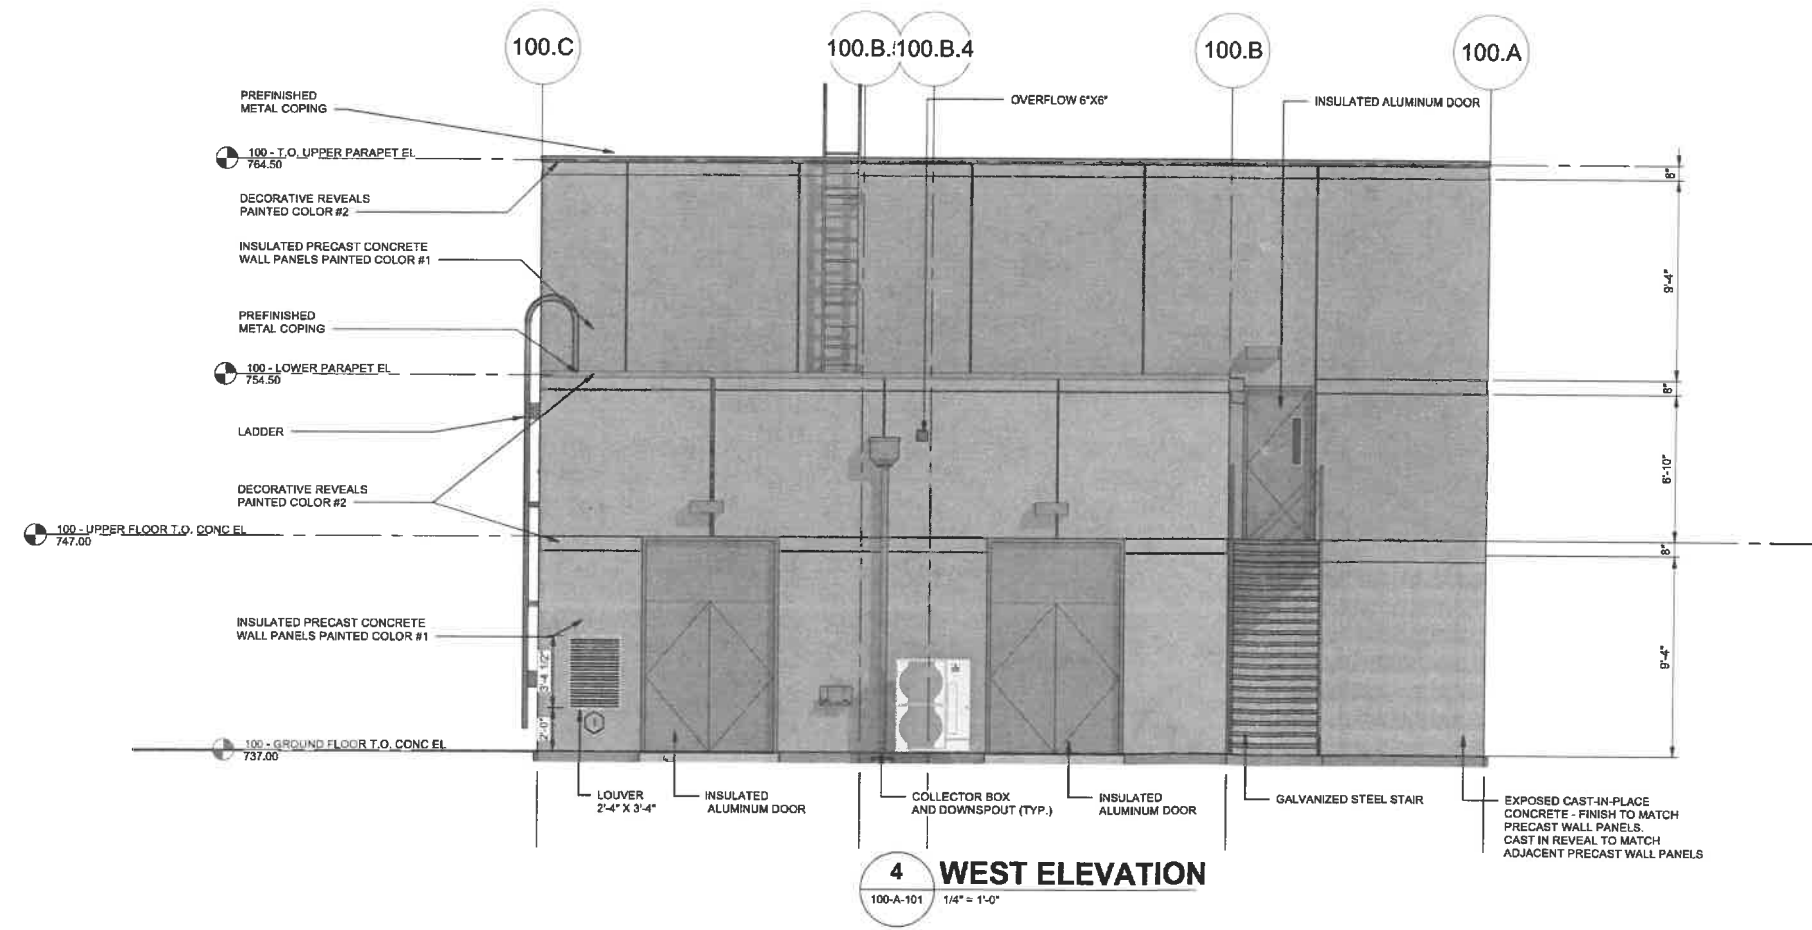 100.C
100.B.
100.B.4
100.B
100.A
PREFINISHED
METAL COPING
OVERFLOW 6"X6"
INSULATED ALUMINUM DOOR
100 - T.O. UPPER PARAPET EL
764.50
8"
DECORATIVE REVEALS
PAINTED COLOR #2
INSULATED PRECAST CONCRETE
WALL PANELS PAINTED COLOR #1
9'-4"
PREFINISHED
METAL COPING
100 - LOWER PARAPET EL
754.50
8"
LADDER
6'-10"
DECORATIVE REVEALS
PAINTED COLOR #2
100 - UPPER FLOOR T.O. CONC EL
747.00
8"
INSULATED PRECAST CONCRETE
WALL PANELS PAINTED COLOR #1
3'-4 1/2"
9'-4"
2'-0"
1
100 - GROUND FLOOR T.O. CONC EL
737.00
LOUVER
2'-4" X 3'-4"
INSULATED
ALUMINUM DOOR
COLLECTOR BOX
AND DOWNSPOUT (TYP.)
INSULATED
ALUMINUM DOOR
GALVANIZED STEEL STAIR
EXPOSED CAST-IN-PLACE
CONCRETE - FINISH TO MATCH
PRECAST WALL PANELS.
CAST IN REVEAL TO MATCH
ADJACENT PRECAST WALL PANELS
4
WEST ELEVATION
100-A-101
1/4" = 1'-0"